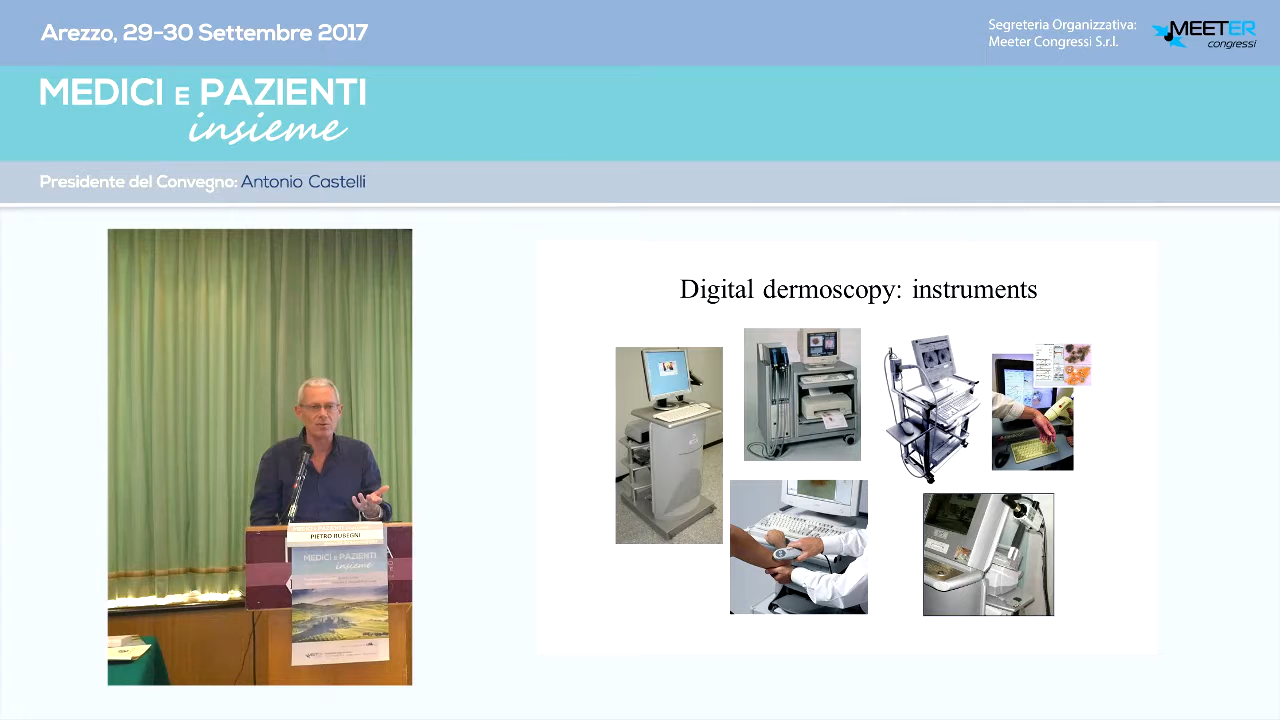 Arezzo, 29-30 Settembre 2017
Segreteria Organizzativa:
Meeter Congressi S.r.l.
MEETER
congressi
MEDICI E PAZIENTI
insieme
Presidente del Convegno: Antonio Castelli
Digital dermoscopy: instruments
PIETRO RUBEGNI
MEDICI E PAZIENTI
insieme